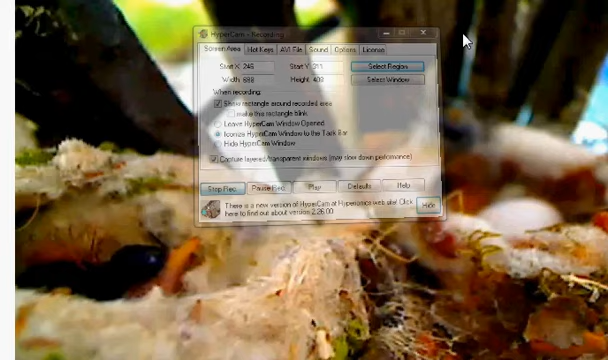 HyperCam - Recording
Screen Area Hot Keys AVI File Sound Options License
Start X: 246 Start Y: 311 Select Region
Width: 688 Height: 409 Select Window
When recording:
Show rectangle around recorded area
make this rectangle blink
Leave HyperCam Window Opened
Iconize HyperCam Window to the Task Bar
Hide HyperCam Window
Capture layered/transparent windows (may slow down performance)
Stop Rec. Pause Rec. Play Defaults Help
There is a new version of HyperCam at Hyperionics web site! Click
here to find out about version 2.26.00 Hide